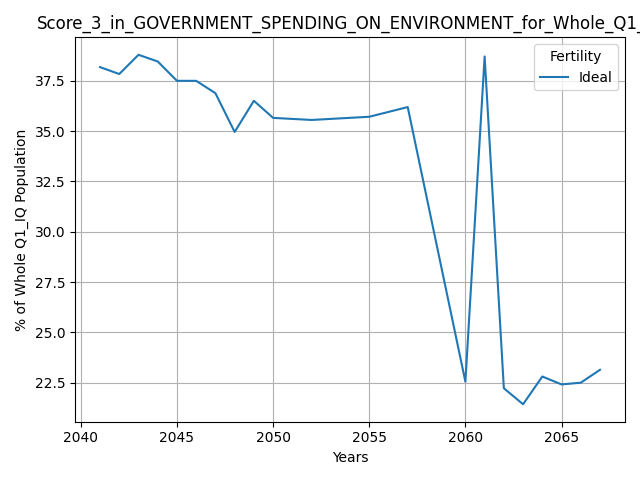 Score_3_in_GOVERNMENT_SPENDING_ON_ENVIRONMENT_for_Whole_Q1_
Fertility
Ideal
% of Whole Q1_IQ Population
37.5
35.0
32.5
30.0
27.5
25.0
22.5
2040
2045
2050
2055
2060
2065
Years